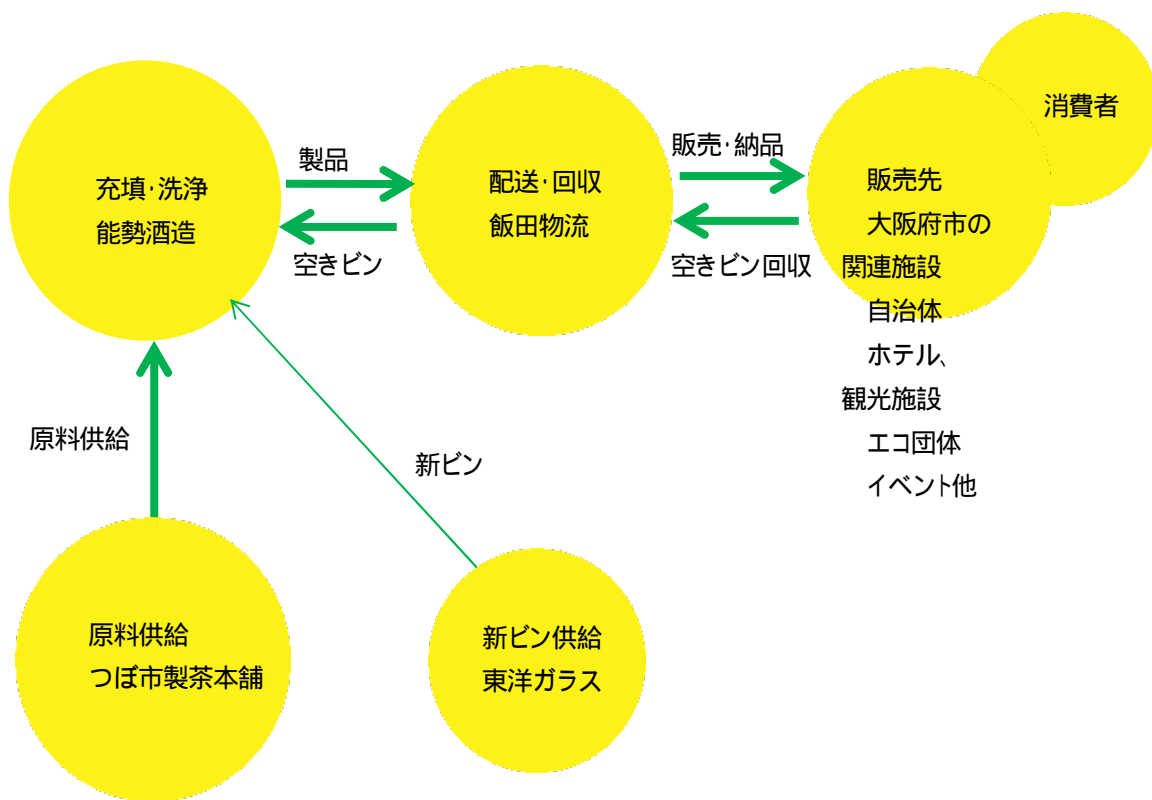 消費者
製品
販売・納品
充填・洗浄
能勢酒造
配送・回収
飯田物流
販売先
大阪府市の
関連施設
自治体
ホテル、
観光施設
エコ団体
イベント他
空きビン
空きビン回収
原料供給
新ビン
原料供給
つぼ市製茶本舗
新ビン供給
東洋ガラス